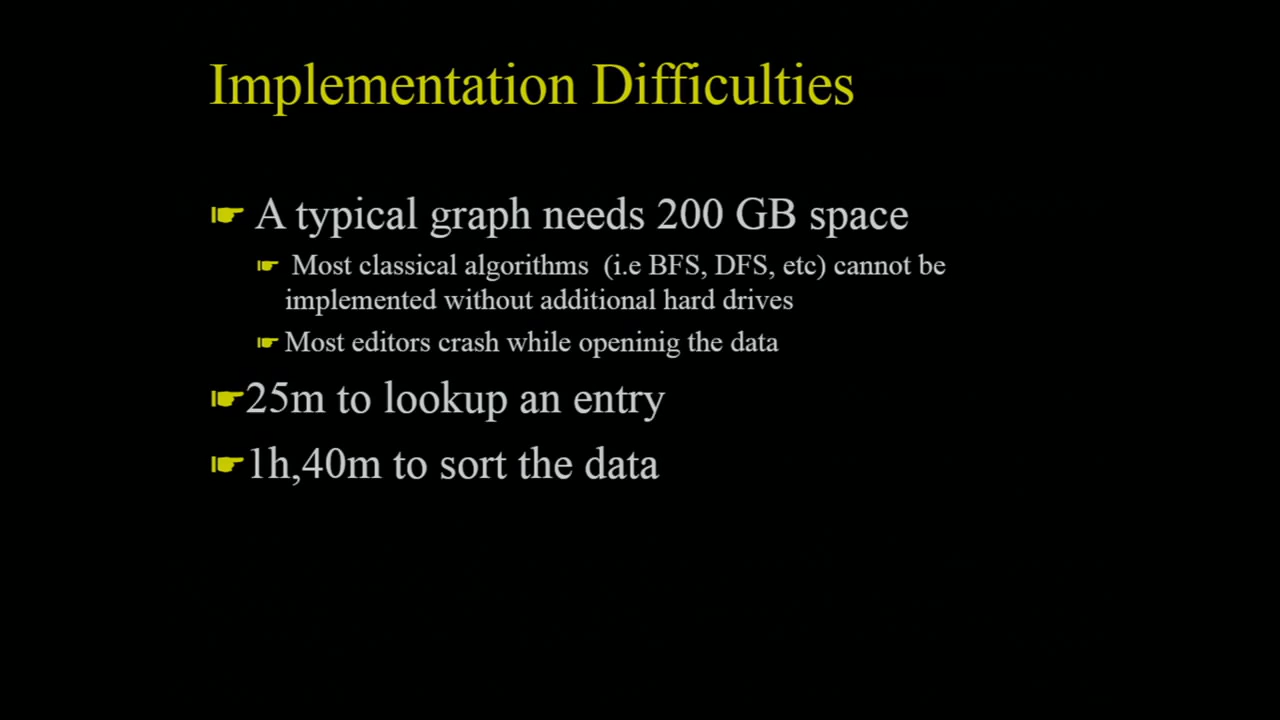 Implementation Difficulties
☛ A typical graph needs 200 GB space
☛ Most classical algorithms (i.e BFS, DFS, etc) cannot be
implemented without additional hard drives
☛ Most editors crash while openinig the data
☛ 25m to lookup an entry
☛ 1h,40m to sort the data